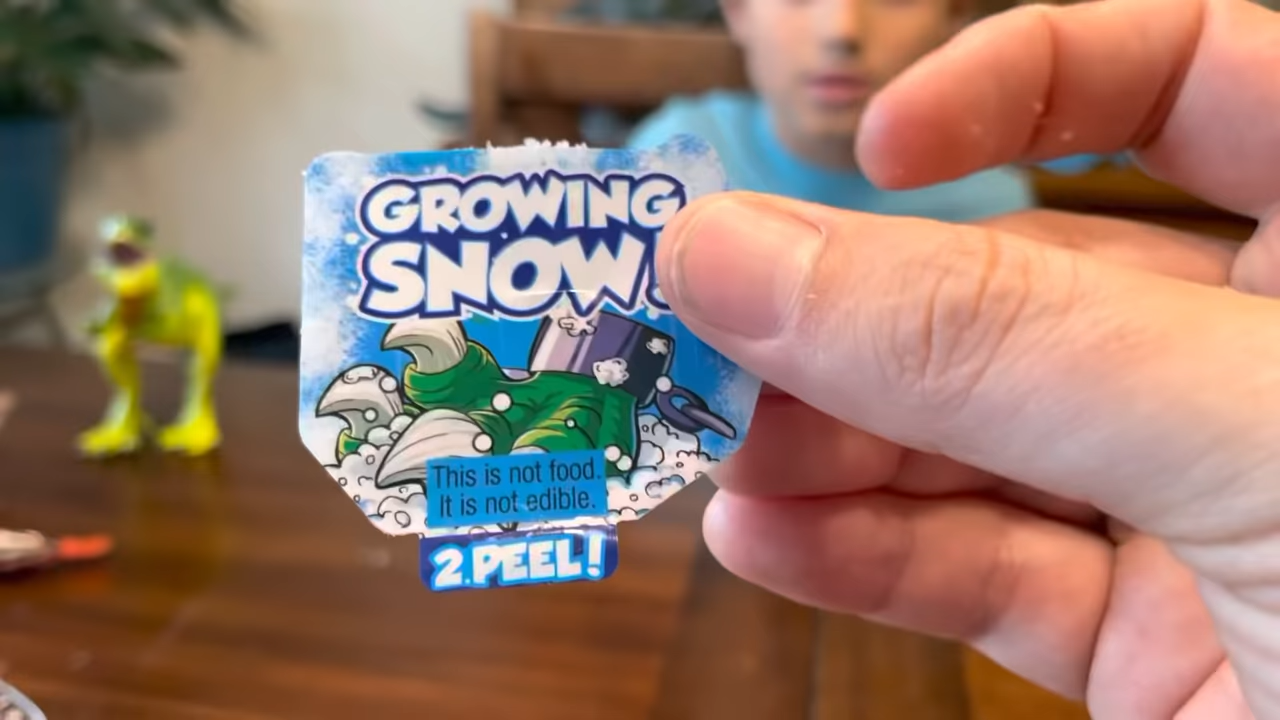 GROWING
SNOW!
This is not food.
It is not edible.
2.PEEL!